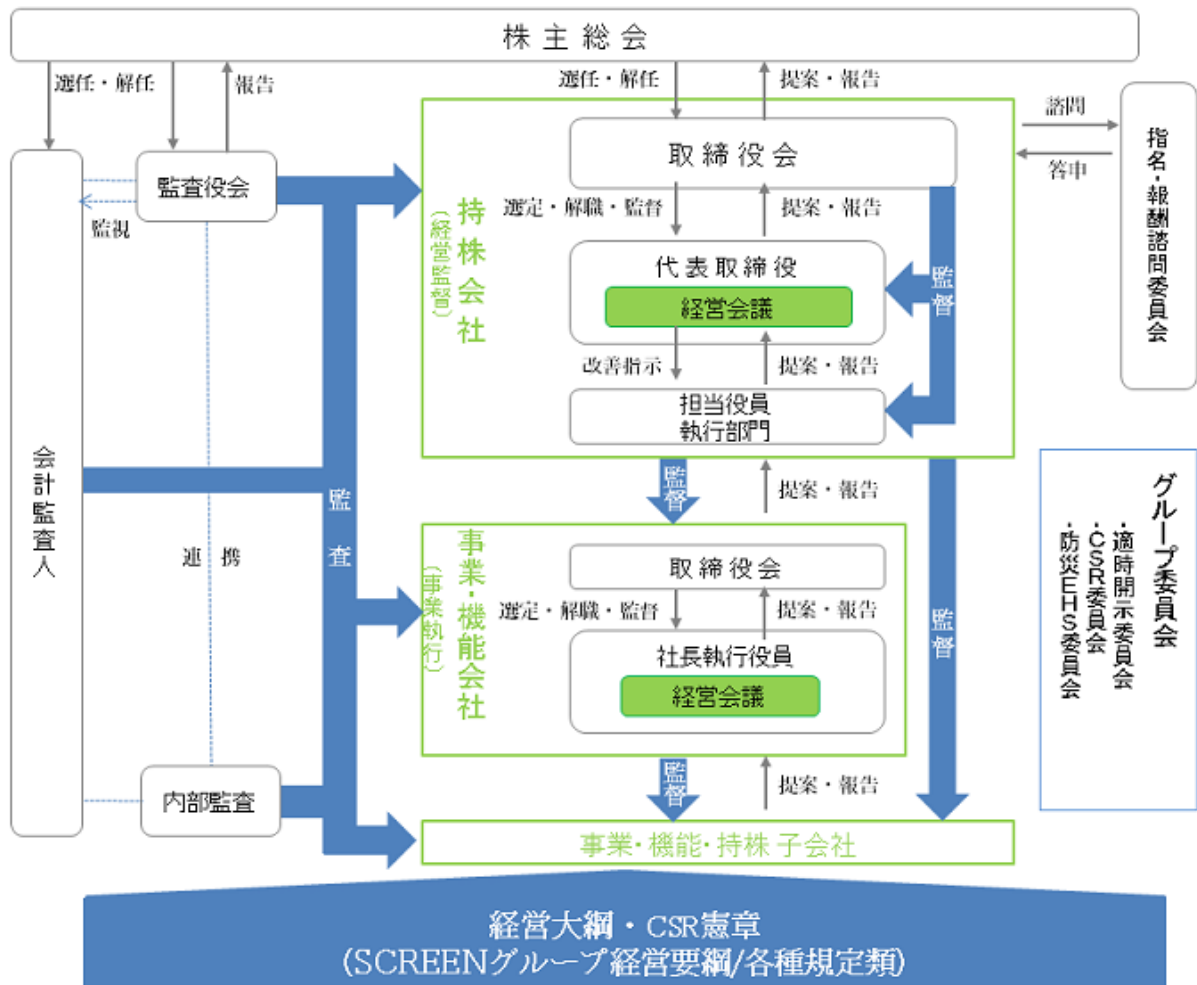 株主総会
選任・解任
報告
選任・解任
提案・報告
諮問
答申
指名・報酬諮問委員会
監査役会
監視
会計監査人
連携
内部監査
監査
持株会社
(経営監督)
取締役会
選定・解職・監督
提案・報告
代表取締役
経営会議
監督
改善指示
提案・報告
担当役員
執行部門
監督
提案・報告
事業・機能会社
(事業執行)
取締役会
選定・解職・監督
提案・報告
社長執行役員
経営会議
監督
監督
提案・報告
事業・機能・持株 子会社
グループ委員会
・適時開示委員会
・CSR委員会
・防災EHS委員会
経営大綱・CSR憲章
(SCREENグループ経営要綱/各種規定類)